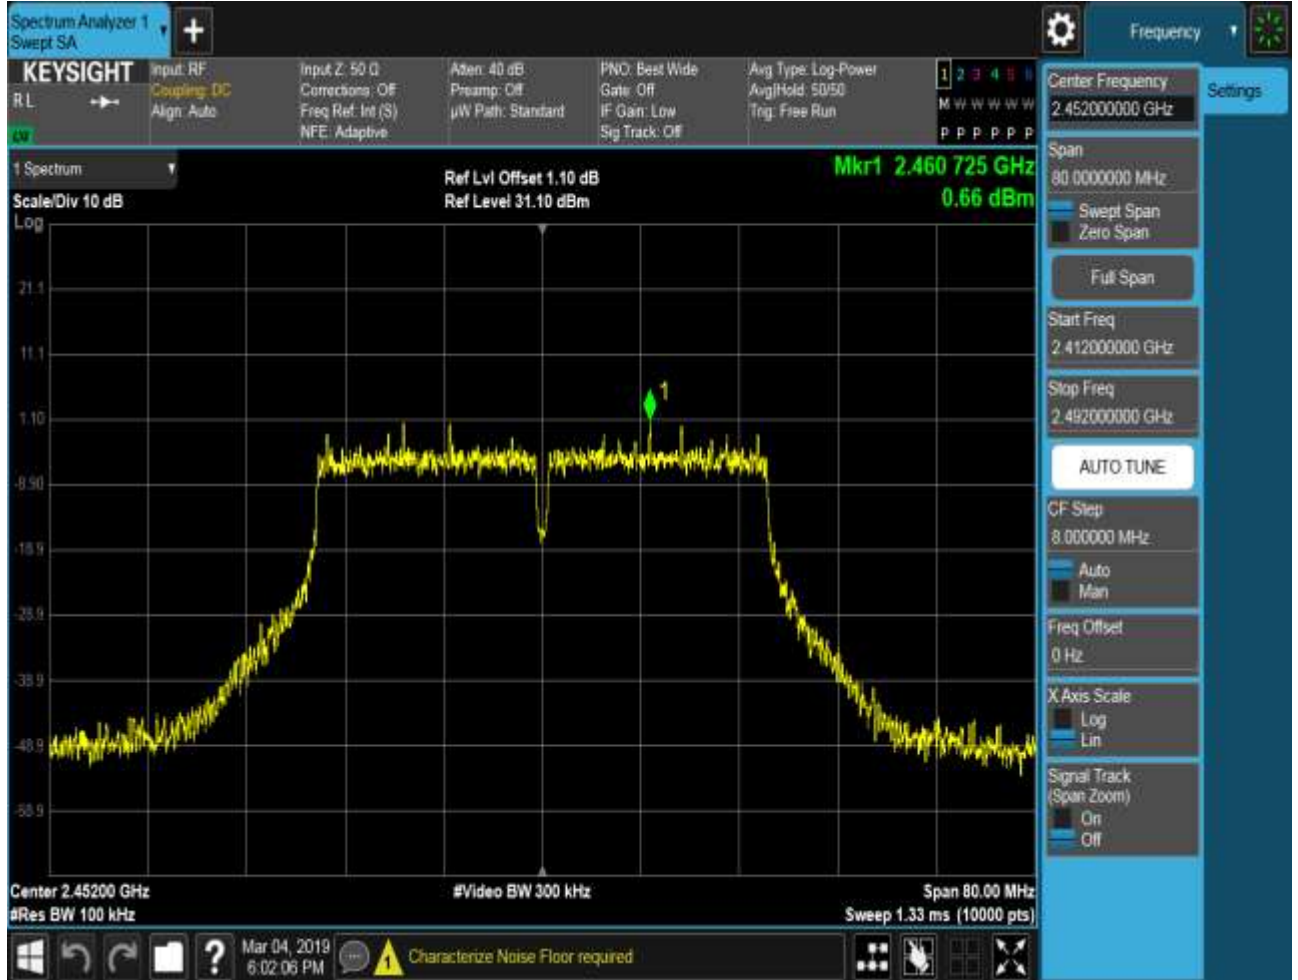 Spectrum Analyzer 1
Swept SA
Frequency
KEYSIGHT
RL
Input: RF
Coupling: DC
Align: Auto
Input Z: 50 Ω
Corrections: Off
Freq Ref: Int (S)
NFE: Adaptive
Atten: 40 dB
Preamp: Off
µW Path: Standard
PNO: Best Wide
Gate: Off
IF Gain: Low
Sig Track: Off
Avg Type: Log-Power
Avg|Hold: 50/50
Trig: Free Run
1 2 3 4 5 6
M W W W W W
P P P P P P
Settings
1 Spectrum
Scale/Div 10 dB
Log
Ref Lvl Offset 1.10 dB
Ref Level 31.10 dBm
Mkr1 2.460 725 GHz
0.66 dBm
21.1
11.1
1.10
-8.90
-18.9
-28.9
-38.9
-48.9
-58.9
1
Center 2.45200 GHz
#Res BW 100 kHz
#Video BW 300 kHz
Span 80.00 MHz
Sweep 1.33 ms (10000 pts)
Center Frequency
2.452000000 GHz
Span
80.0000000 MHz
Swept Span
Zero Span
Full Span
Start Freq
2.412000000 GHz
Stop Freq
2.492000000 GHz
AUTO TUNE
CF Step
8.000000 MHz
Auto
Man
Freq Offset
0 Hz
X Axis Scale
Log
Lin
Signal Track
(Span Zoom)
On
Off
?
Mar 04, 2019
6:02:06 PM
1
Characterize Noise Floor required